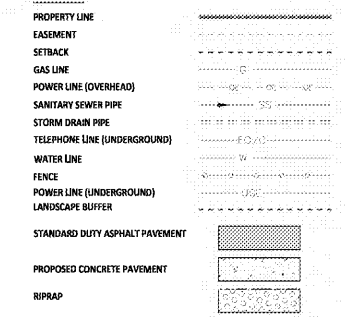 PROPERTY LINE
EASEMENT
SETBACK
GAS LINE G
POWER LINE (OVERHEAD)
SANITARY SEWER PIPE SS
STORM DRAIN PIPE
TELEPHONE LINE (UNDERGROUND)
WATER LINE W
FENCE
POWER LINE (UNDERGROUND)
LANDSCAPE BUFFER
STANDARD DUTY ASPHALT PAVEMENT
PROPOSED CONCRETE PAVEMENT
RIPRAP